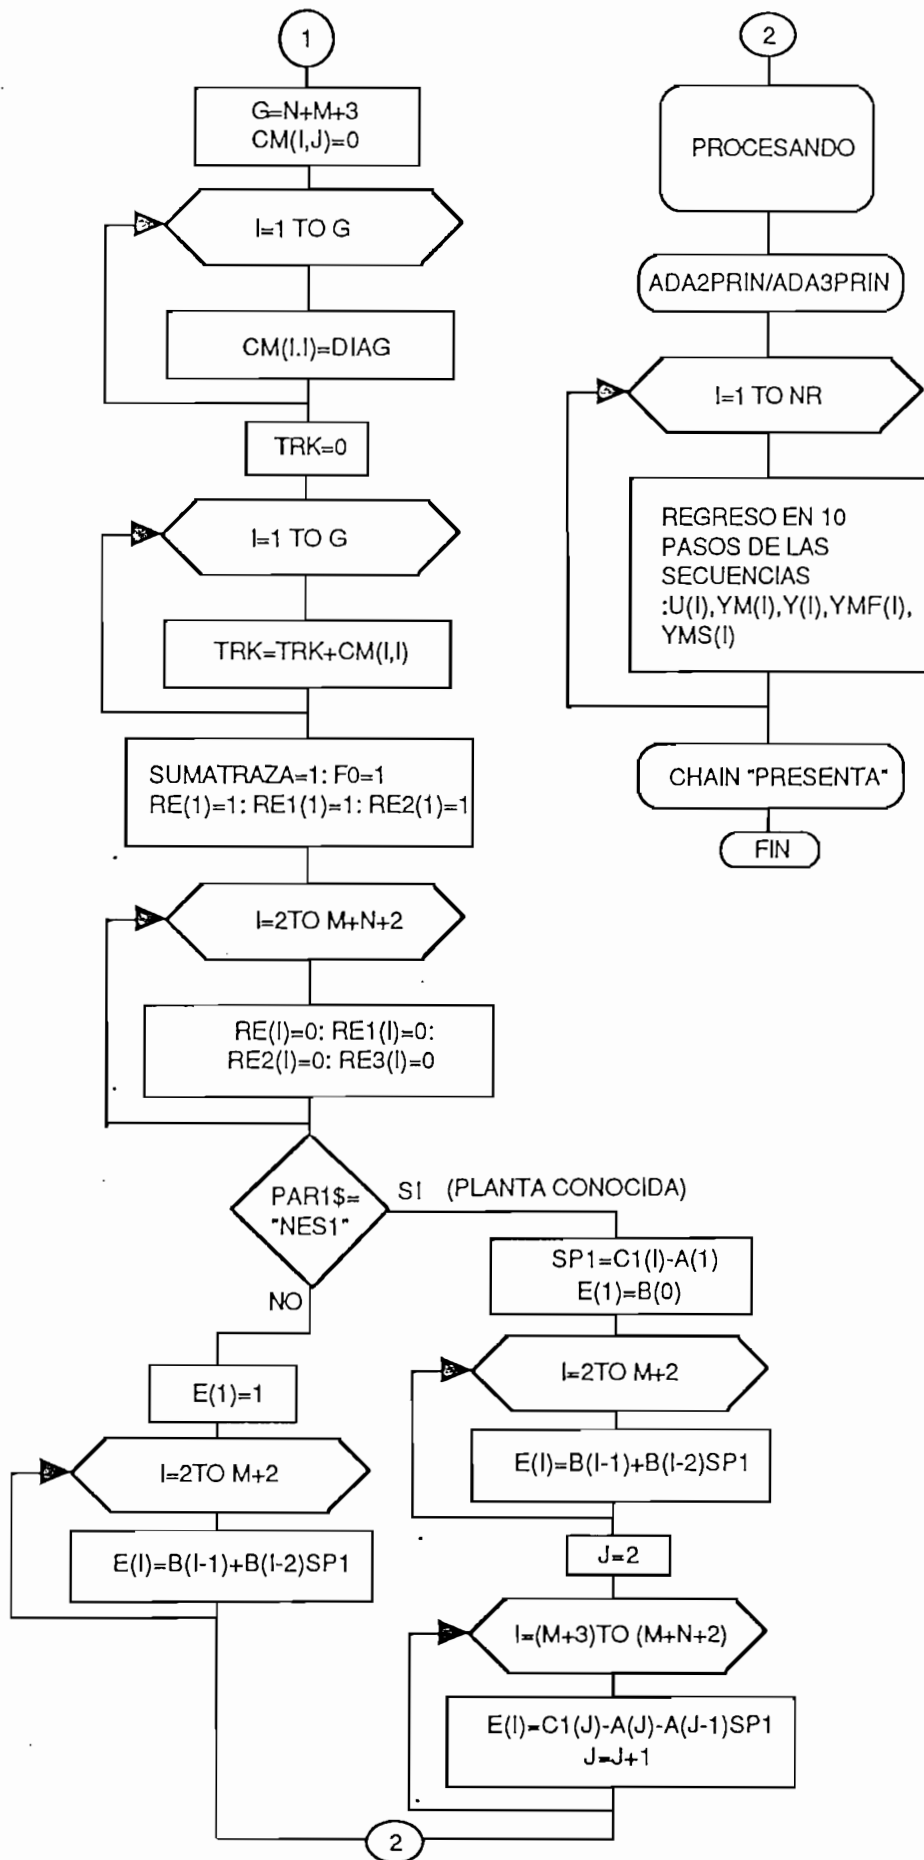 1
G=N+M+3
CM(I,J)=0
I=1 TO G
CM(I.I)=DIAG
TRK=0
I=1 TO G
TRK=TRK+CM(I,I)
SUMATRAZA=1: F0=1
RE(1)=1: RE1(1)=1: RE2(1)=1
I=2TO M+N+2
RE(I)=0: RE1(I)=0:
RE2(I)=0: RE3(I)=0
PAR1$=
"NES1"
SI (PLANTA CONOCIDA)
NO
E(1)=1
I=2TO M+2
E(I)=B(I-1)+B(I-2)SP1
SP1=C1(I)-A(1)
E(1)=B(0)
I=2TO M+2
E(I)=B(I-1)+B(I-2)SP1
J=2
I=(M+3)TO (M+N+2)
E(I)=C1(J)-A(J)-A(J-1)SP1
J=J+1
2
2
PROCESANDO
ADA2PRIN/ADA3PRIN
I=1 TO NR
REGRESO EN 10
PASOS DE LAS
SECUENCIAS
:U(I),YM(I),Y(I),YMF(I),
YMS(I)
CHAIN "PRESENTA"
FIN